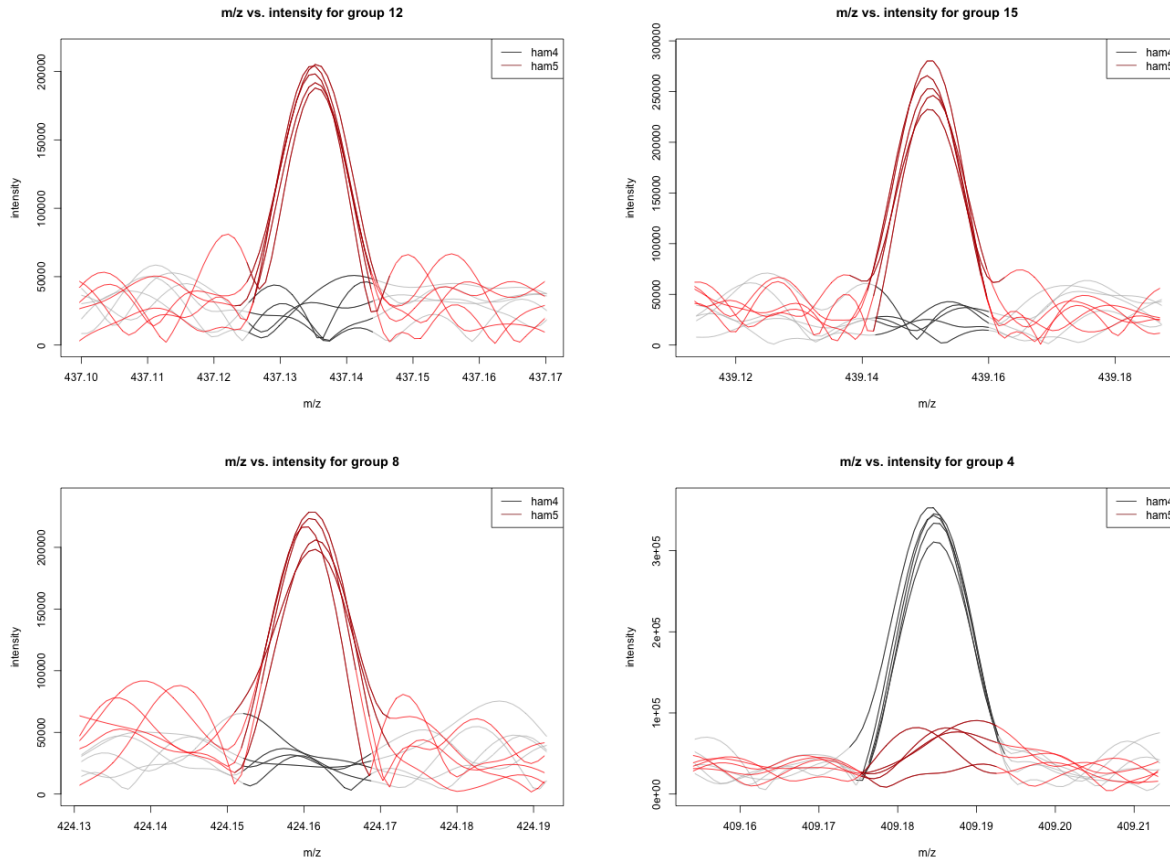 m/z vs. intensity for group 12
ham4
ham5
200000
150000
100000
50000
0
intensity
437.10 437.11 437.12 437.13 437.14 437.15 437.16 437.17
m/z
m/z vs. intensity for group 15
ham4
ham5
300000
250000
200000
150000
100000
50000
0
intensity
439.12 439.14 439.16 439.18
m/z
m/z vs. intensity for group 8
ham4
ham5
200000
150000
100000
50000
0
intensity
424.13 424.14 424.15 424.16 424.17 424.18 424.19
m/z
m/z vs. intensity for group 4
ham4
ham5
3e+05
2e+05
1e+05
0e+00
intensity
409.16 409.17 409.18 409.19 409.20 409.21
m/z